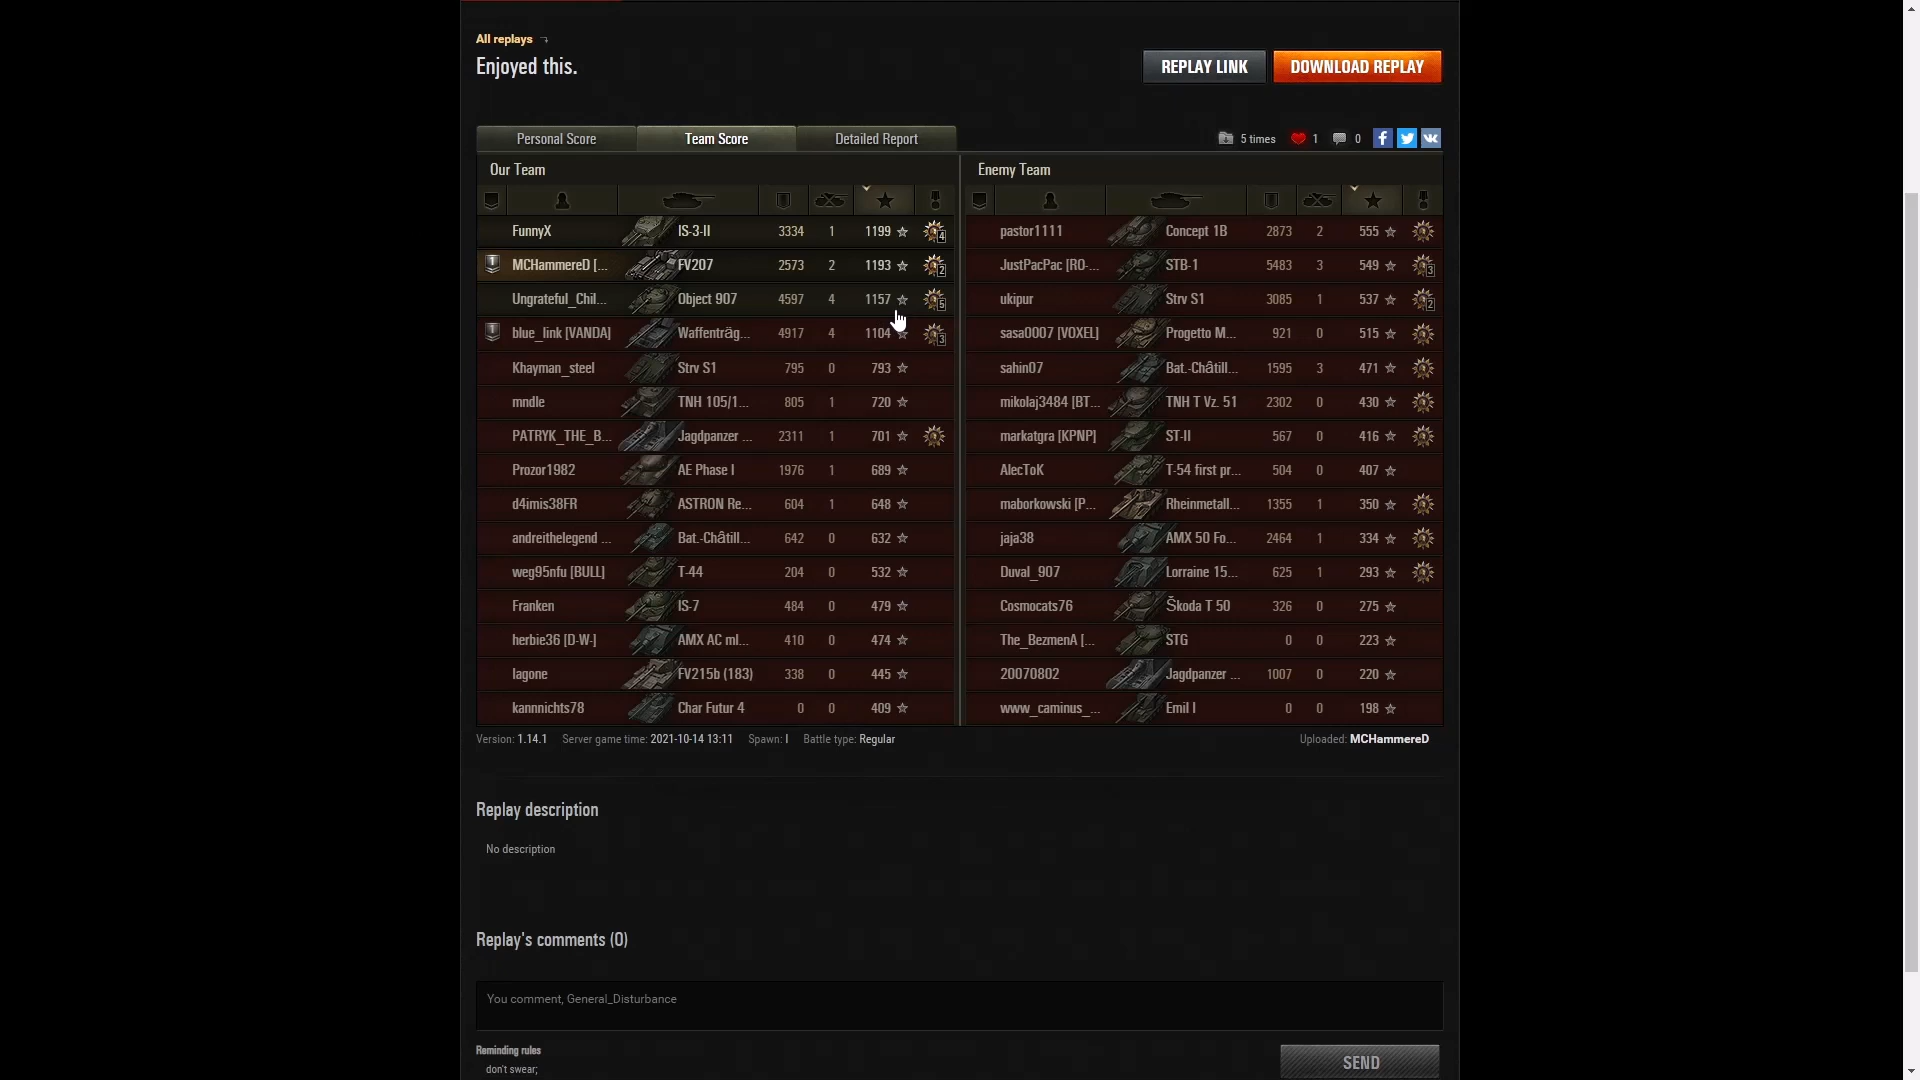 All replays
Enjoyed this.
REPLAY LINK
DOWNLOAD REPLAY
Personal Score
Team Score
Detailed Report
5 times 1 0
Our Team
FunnyX IS-3-II 3334 1 1199 4
MCHammereD [... FV207 2573 2 1193 2
Ungrateful_Chil... Object 907 4597 4 1157 5
blue_link [VANDA] Waffenträg... 4917 4 1104 3
Khayman_steel Strv S1 795 0 793
mndle TNH 105/1... 805 1 720
PATRYK_THE_B... Jagdpanzer ... 2311 1 701
Prozor1982 AE Phase I 1976 1 689
d4imis38FR ASTRON Re... 604 1 648
andreithelegend ... Bat.-Châtill... 642 0 632
weg95nfu [BULL] T-44 204 0 532
Franken IS-7 484 0 479
herbie36 [D-W-] AMX AC ml... 410 0 474
lagone FV215b (183) 338 0 445
kannnichts78 Char Futur 4 0 0 409
Enemy Team
pastor1111 Concept 1B 2873 2 555
JustPacPac [RO-... STB-1 5483 3 549 3
ukipur Strv S1 3085 1 537 2
sasa0007 [VOXEL] Progetto M... 921 0 515
sahin07 Bat.-Châtill... 1595 3 471
mikolaj3484 [BT... TNH T Vz. 51 2302 0 430
markatgra [KPNP] ST-II 567 0 416
AlecToK T-54 first pr... 504 0 407
maborkowski [P... Rheinmetall... 1355 1 350
jaja38 AMX 50 Fo... 2464 1 334
Duval_907 Lorraine 15... 625 1 293
Cosmocats76 Škoda T 50 326 0 275
The_BezmenA [... STG 0 0 223
20070802 Jagdpanzer ... 1007 0 220
www_caminus_... Emil I 0 0 198
Version: 1.14.1 Server game time: 2021-10-14 13:11 Spawn: I Battle type: Regular
Uploaded: MCHammereD
Replay description
No description
Replay's comments (0)
You comment, General_Disturbance
Reminding rules
don't swear;
SEND